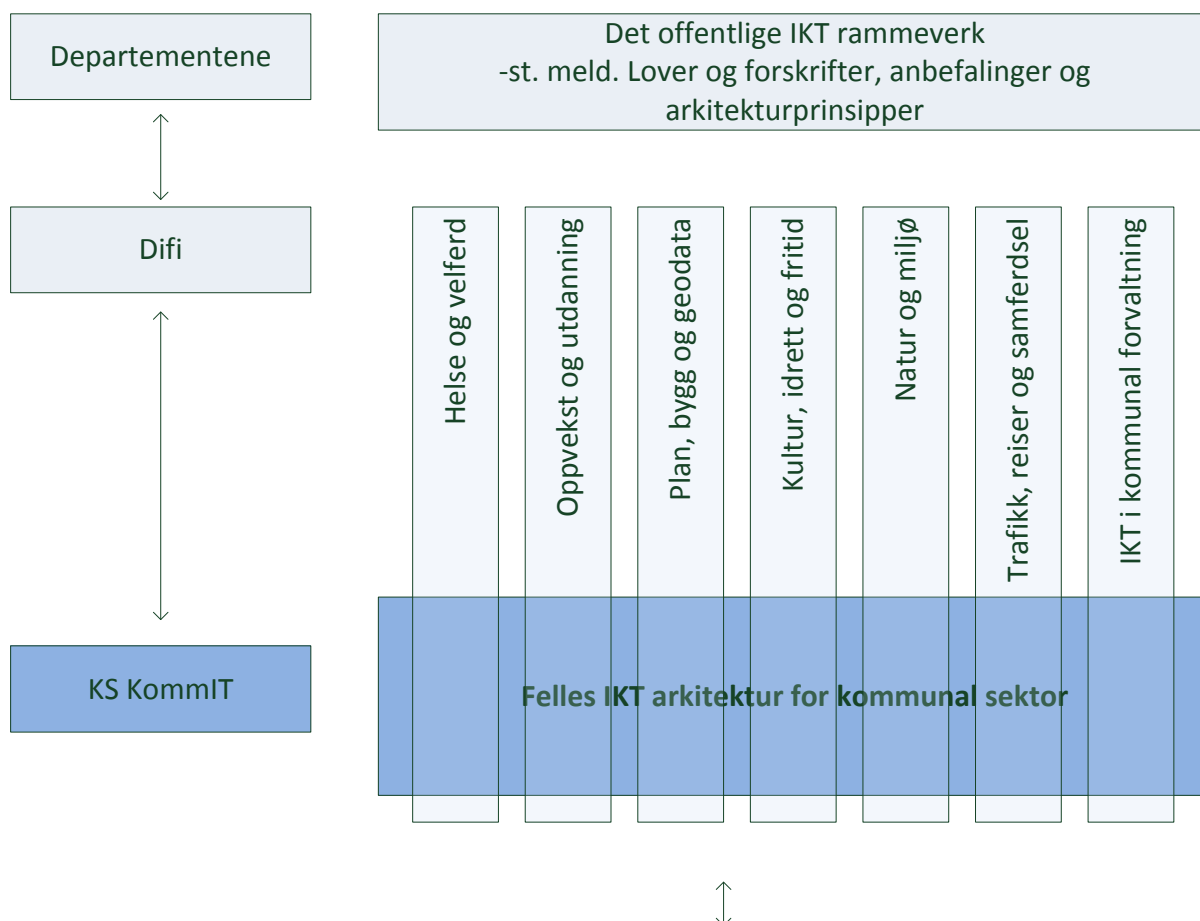 Departementene
Det offentlige IKT rammeverk
-st. meld. Lover og forskrifter, anbefalinger og
arkitekturprinsipper
Difi
Helse og velferd
Oppvekst og utdanning
Plan, bygg og geodata
Kultur, idrett og fritid
Natur og miljø
Trafikk, reiser og samferdsel
IKT i kommunal forvaltning
KS KommIT
Felles IKT arkitektur for kommunal sektor